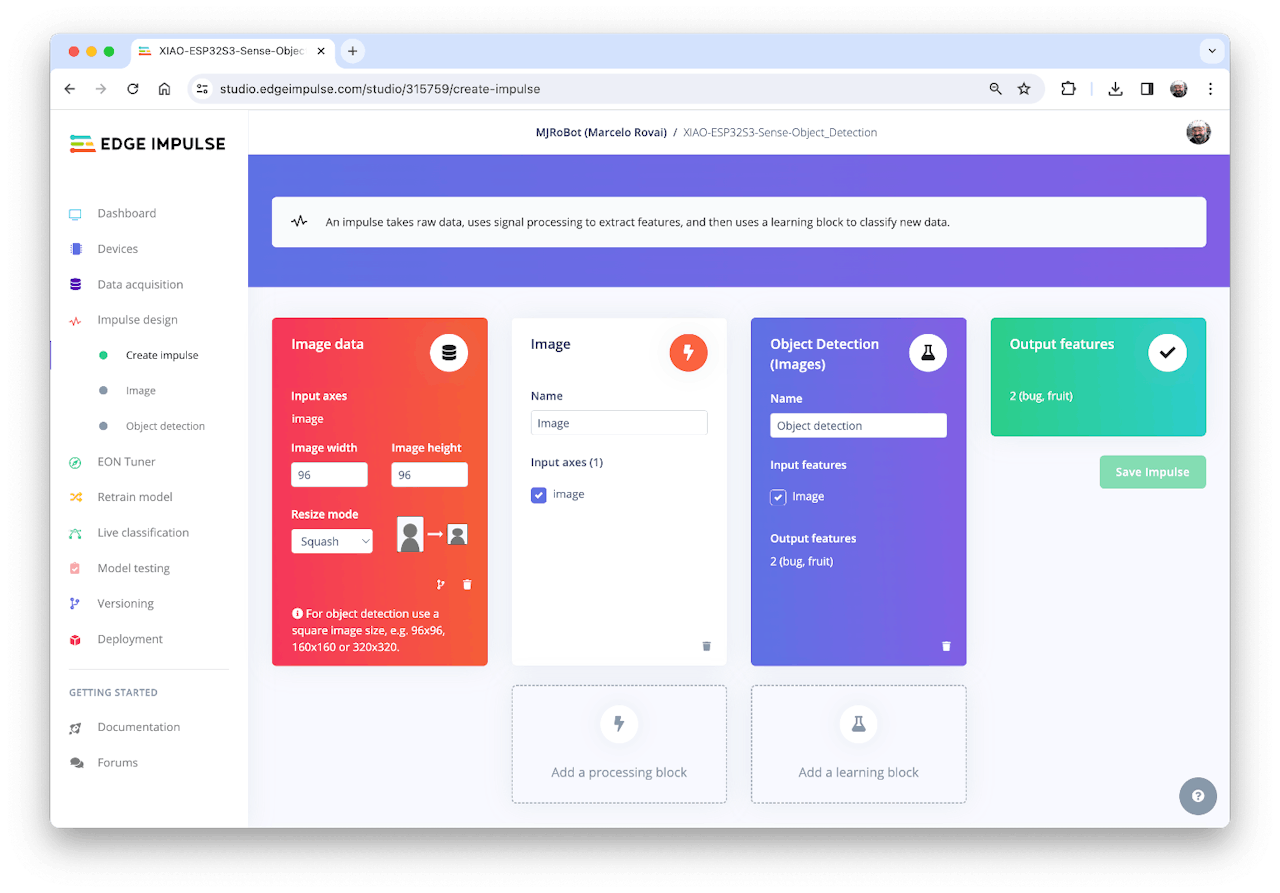 XIAO-ESP32S3-Sense-Objec
studio.edgeimpulse.com/studio/315759/create-impulse
EDGE IMPULSE
MJRoBot (Marcelo Rovai) / XIAO-ESP32S3-Sense-Object_Detection
Dashboard
Devices
Data acquisition
Impulse design
Create impulse
Image
Object detection
EON Tuner
Retrain model
Live classification
Model testing
Versioning
Deployment
GETTING STARTED
Documentation
Forums
An impulse takes raw data, uses signal processing to extract features, and then uses a learning block to classify new data.
Image data
Input axes
image
Image width Image height
96 96
Resize mode
Squash
For object detection use a
square image size, e.g. 96x96,
160x160 or 320x320.
Image
Name
Image
Input axes (1)
image
Object Detection
(Images)
Name
Object detection
Input features
Image
Output features
2 (bug, fruit)
Output features
2 (bug, fruit)
Save Impulse
Add a processing block
Add a learning block